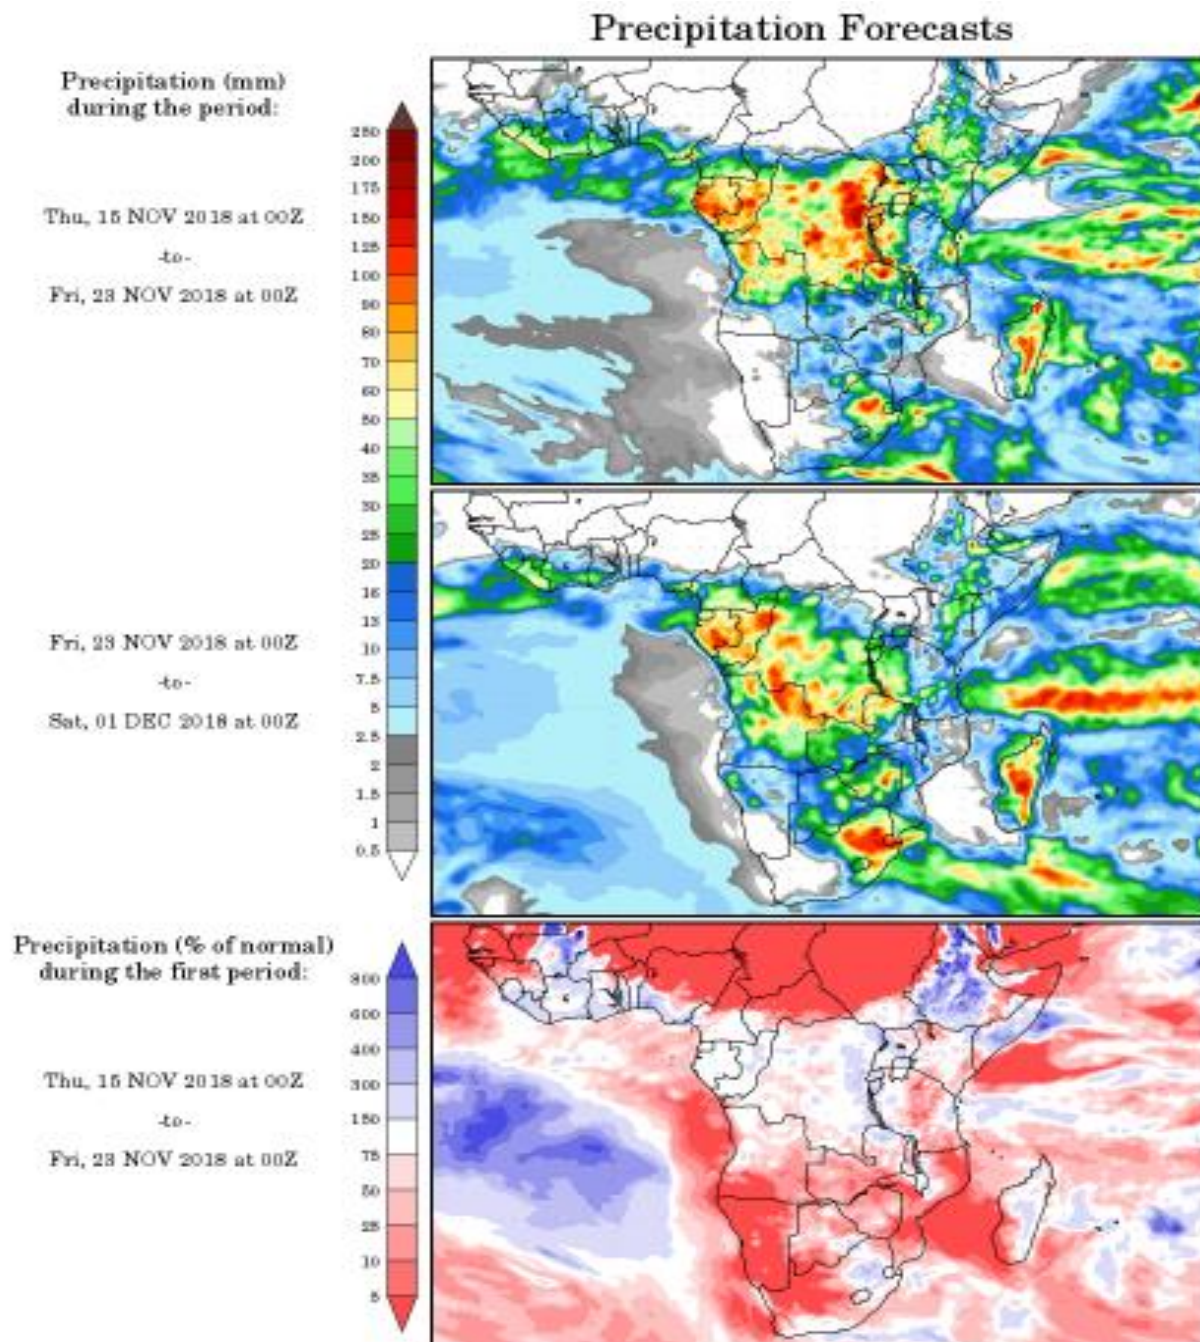 Precipitation Forecasts
Precipitation (mm)
during the period:
Thu, 15 NOV 2018 at 00Z
-to-
Fri, 23 NOV 2018 at 00Z
250
200
175
150
125
100
90
80
70
60
50
40
35
30
25
20
16
13
10
7.5
5
2.5
2
1.5
1
0.5
Fri, 23 NOV 2018 at 00Z
-to-
Sat, 01 DEC 2018 at 00Z
Precipitation (% of normal)
during the first period:
Thu, 15 NOV 2018 at 00Z
-to-
Fri, 23 NOV 2018 at 00Z
800
600
400
300
150
75
50
25
10
5